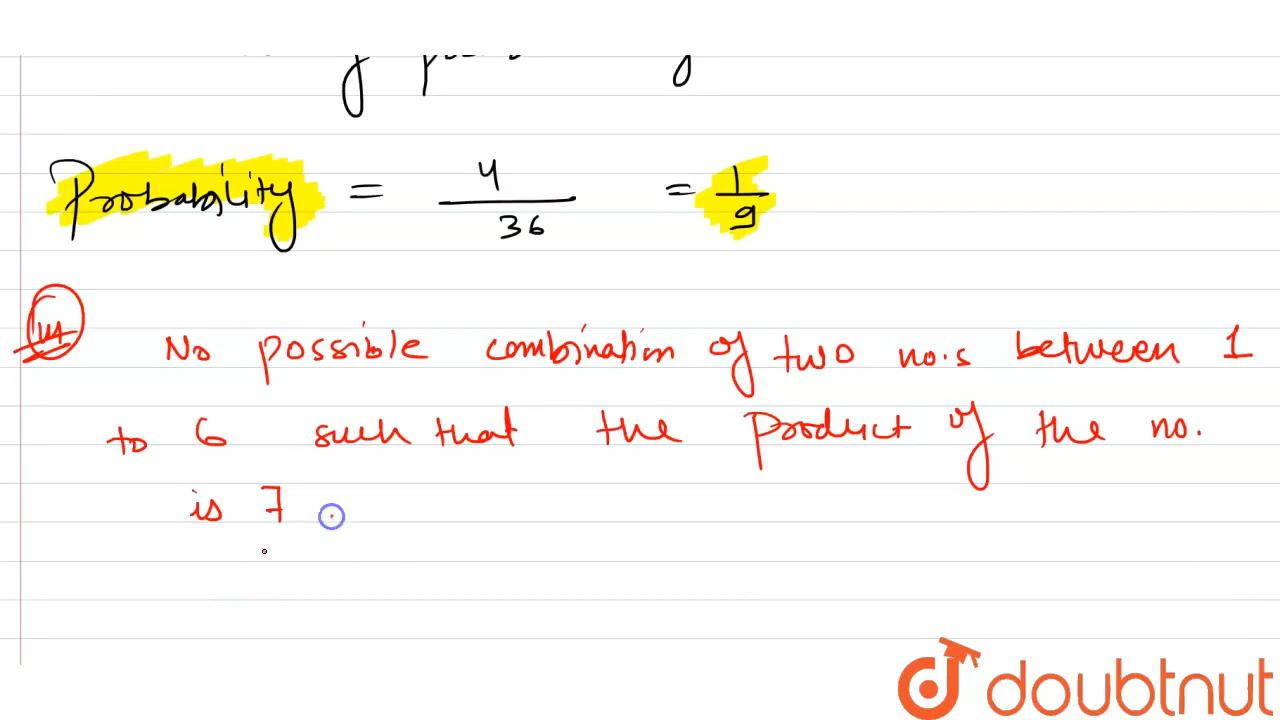 Probability = 4/36 = 1/9
No possible combination of two no.s between 1
to 6 such that the product of the no.
is 7
doubtnut